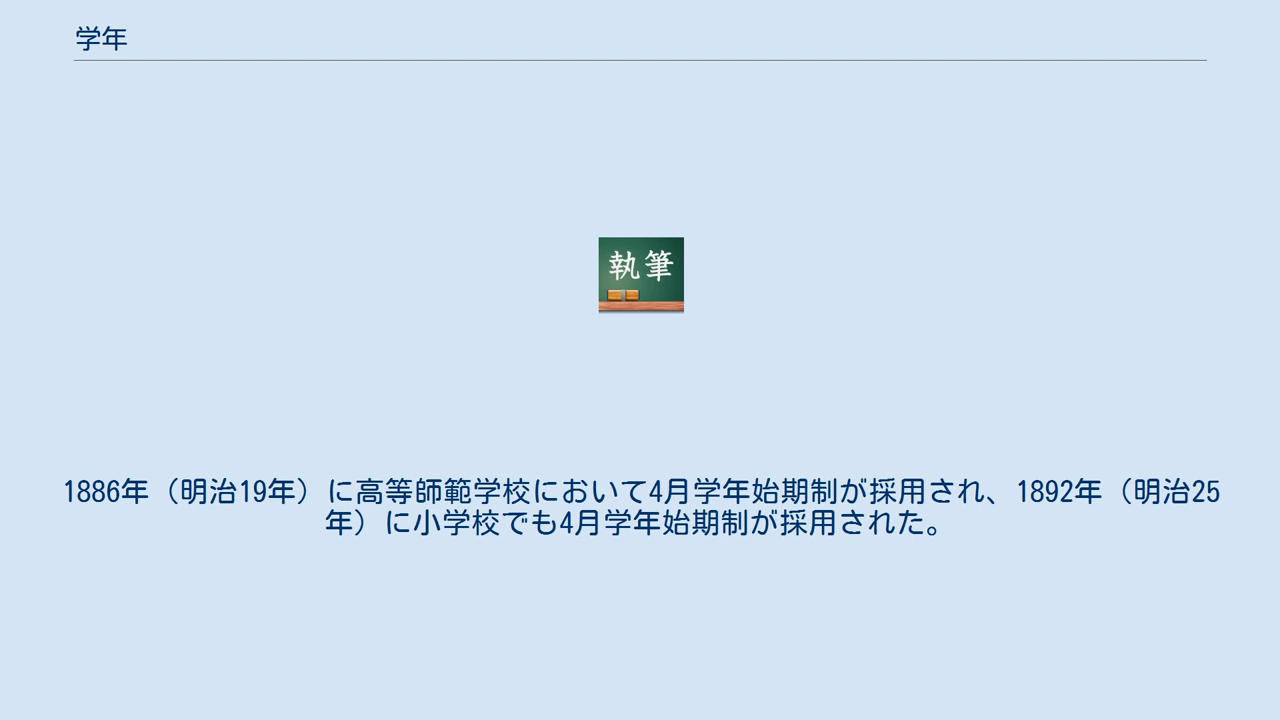 学年
執筆
1886年（明治19年）に高等師範学校において4月学年始期制が採用され、1892年（明治25
年）に小学校でも4月学年始期制が採用された。